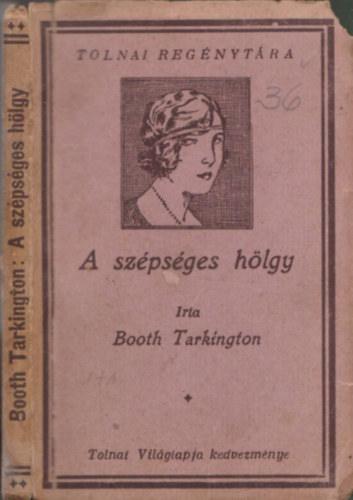 Booth Tarkington: A szépséges hölgy
TOLNAI REGÉNYTÁRA
36
A szépséges hölgy
Irta
Booth Tarkington
Tolnai Világlapja kedvezménye